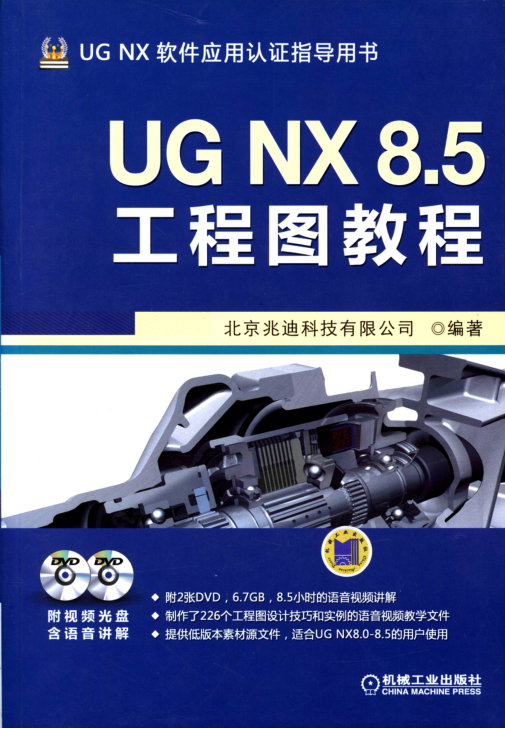 UG NX 软件应用认证指导用书
UG NX 8.5
工程图教程
北京兆迪科技有限公司 ◎编著
DVD DVD
附视频光盘
含语音讲解
◆ 附2张DVD，6.7GB，8.5小时的语音视频讲解
◆ 制作了226个工程图设计技巧和实例的语音视频教学文件
◆ 提供低版本素材源文件，适合UG NX8.0-8.5的用户使用
机械工业出版社
CHINA MACHINE PRESS